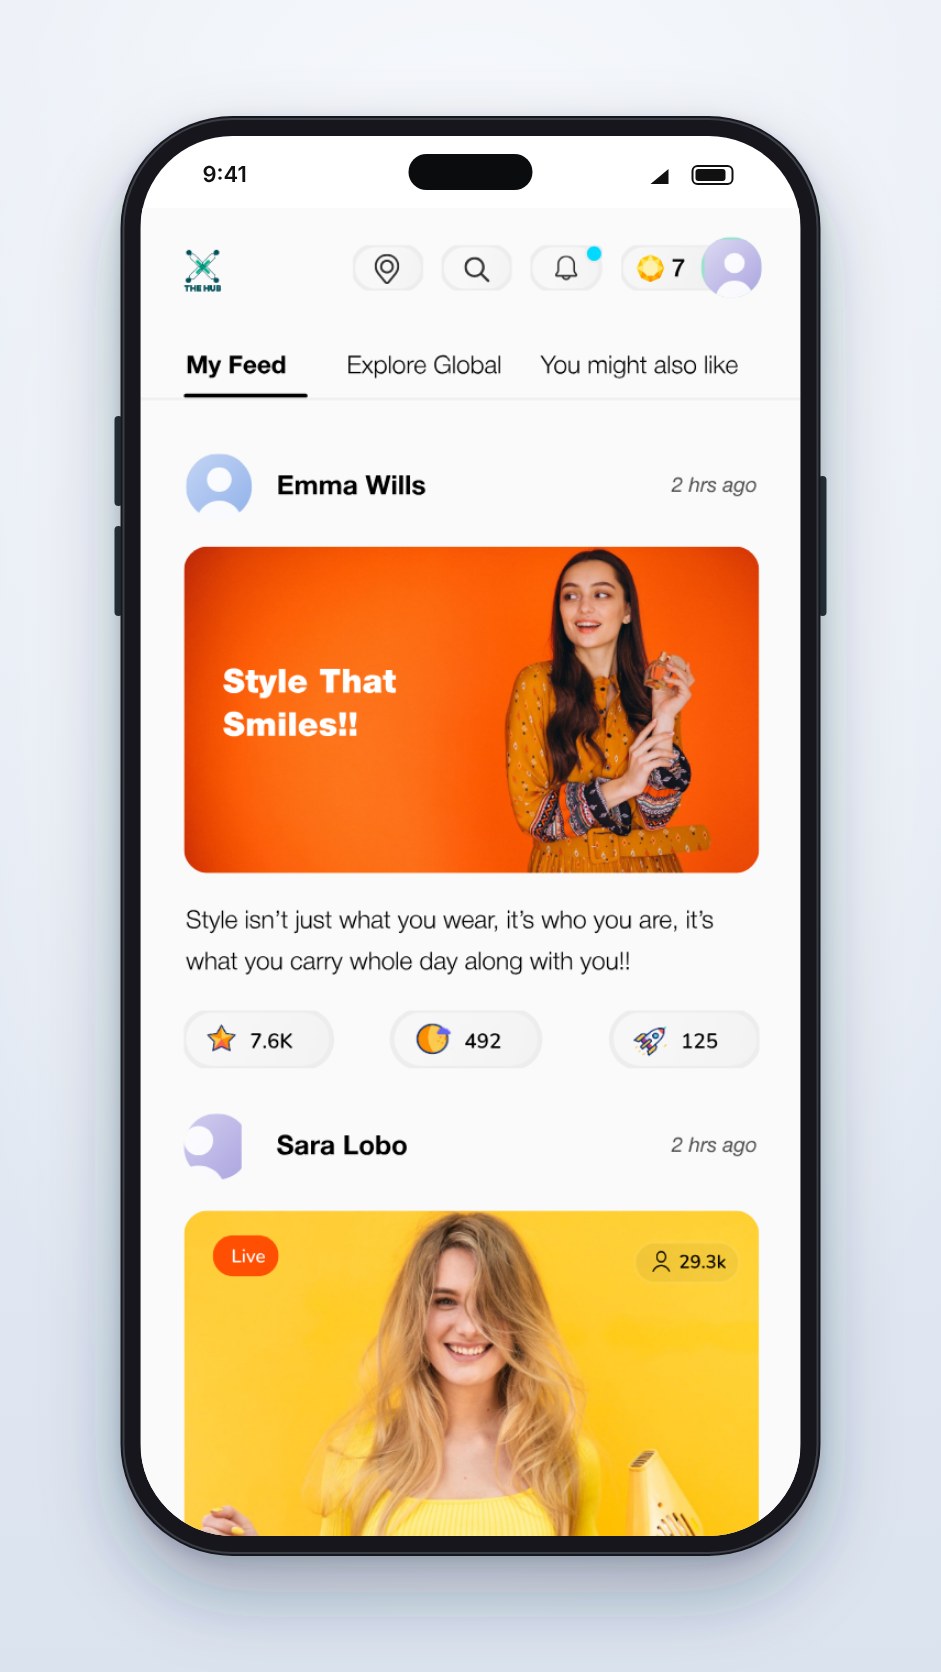 9:41
THE HUB
7
My Feed
Explore Global
You might also like
Emma Wills
2 hrs ago
Style That
Smiles!!
Style isn’t just what you wear, it’s who you are, it’s
what you carry whole day along with you!!
7.6K
492
125
Sara Lobo
2 hrs ago
Live
29.3k